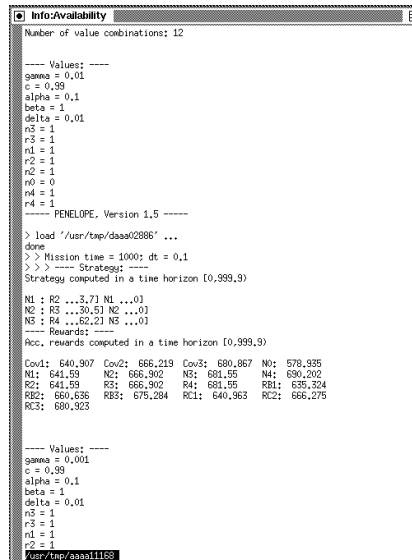 Info:Availability
Number of value combinations: 12
---- Values: ----
gamma = 0.01
c = 0.99
alpha = 0.1
beta = 1
delta = 0.01
n3 = 1
r3 = 1
n1 = 1
r2 = 1
n2 = 1
n0 = 0
n4 = 1
r4 = 1
----- PENELOPE, Version 1.5 -----
> load '/usr/tmp/daaa02886' ...
done
> > Mission time = 1000; dt = 0.1
> > > ---- Strategy: ----
Strategy computed in a time horizon [0,999.9)
N1 : R2 ...3.7] N1 ...0]
N2 : R3 ...30.5] N2 ...0]
N3 : R4 ...62.2] N3 ...0]
---- Rewards: ----
Acc. rewards computed in a time horizon [0,999.9)
Cov1: 640.907 Cov2: 666.219 Cov3: 680.867 N0: 578.935
N1: 641.59 N2: 666.902 N3: 681.55 N4: 690.202
R2: 641.59 R3: 666.902 R4: 681.55 RB1: 635.324
RB2: 660.636 RB3: 675.284 RC1: 640.963 RC2: 666.275
RC3: 680.923
---- Values: ----
gamma = 0.001
c = 0.99
alpha = 0.1
beta = 1
delta = 0.01
n3 = 1
r3 = 1
n1 = 1
r2 = 1
/usr/tmp/aaaa11168